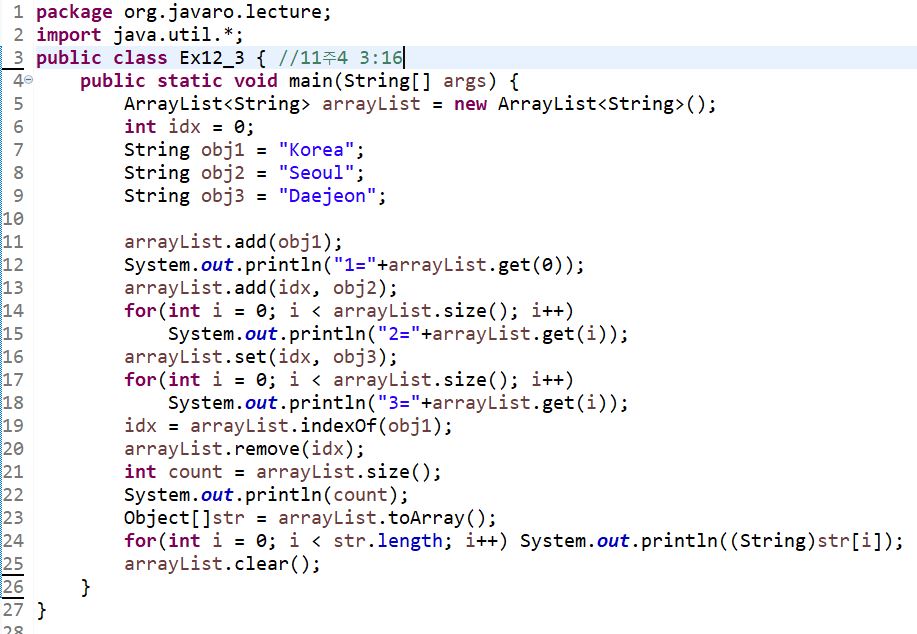 1 package org.javaro.lecture;
2 import java.util.*;
3 public class Ex12_3 { //11주4 3:16
4 public static void main(String[] args) {
5 ArrayList<String> arrayList = new ArrayList<String>();
6 int idx = 0;
7 String obj1 = "Korea";
8 String obj2 = "Seoul";
9 String obj3 = "Daejeon";
10
11 arrayList.add(obj1);
12 System.out.println("1="+arrayList.get(0));
13 arrayList.add(idx, obj2);
14 for(int i = 0; i < arrayList.size(); i++)
15 System.out.println("2="+arrayList.get(i));
16 arrayList.set(idx, obj3);
17 for(int i = 0; i < arrayList.size(); i++)
18 System.out.println("3="+arrayList.get(i));
19 idx = arrayList.indexOf(obj1);
20 arrayList.remove(idx);
21 int count = arrayList.size();
22 System.out.println(count);
23 Object[]str = arrayList.toArray();
24 for(int i = 0; i < str.length; i++) System.out.println((String)str[i]);
25 arrayList.clear();
26 }
27 }
28